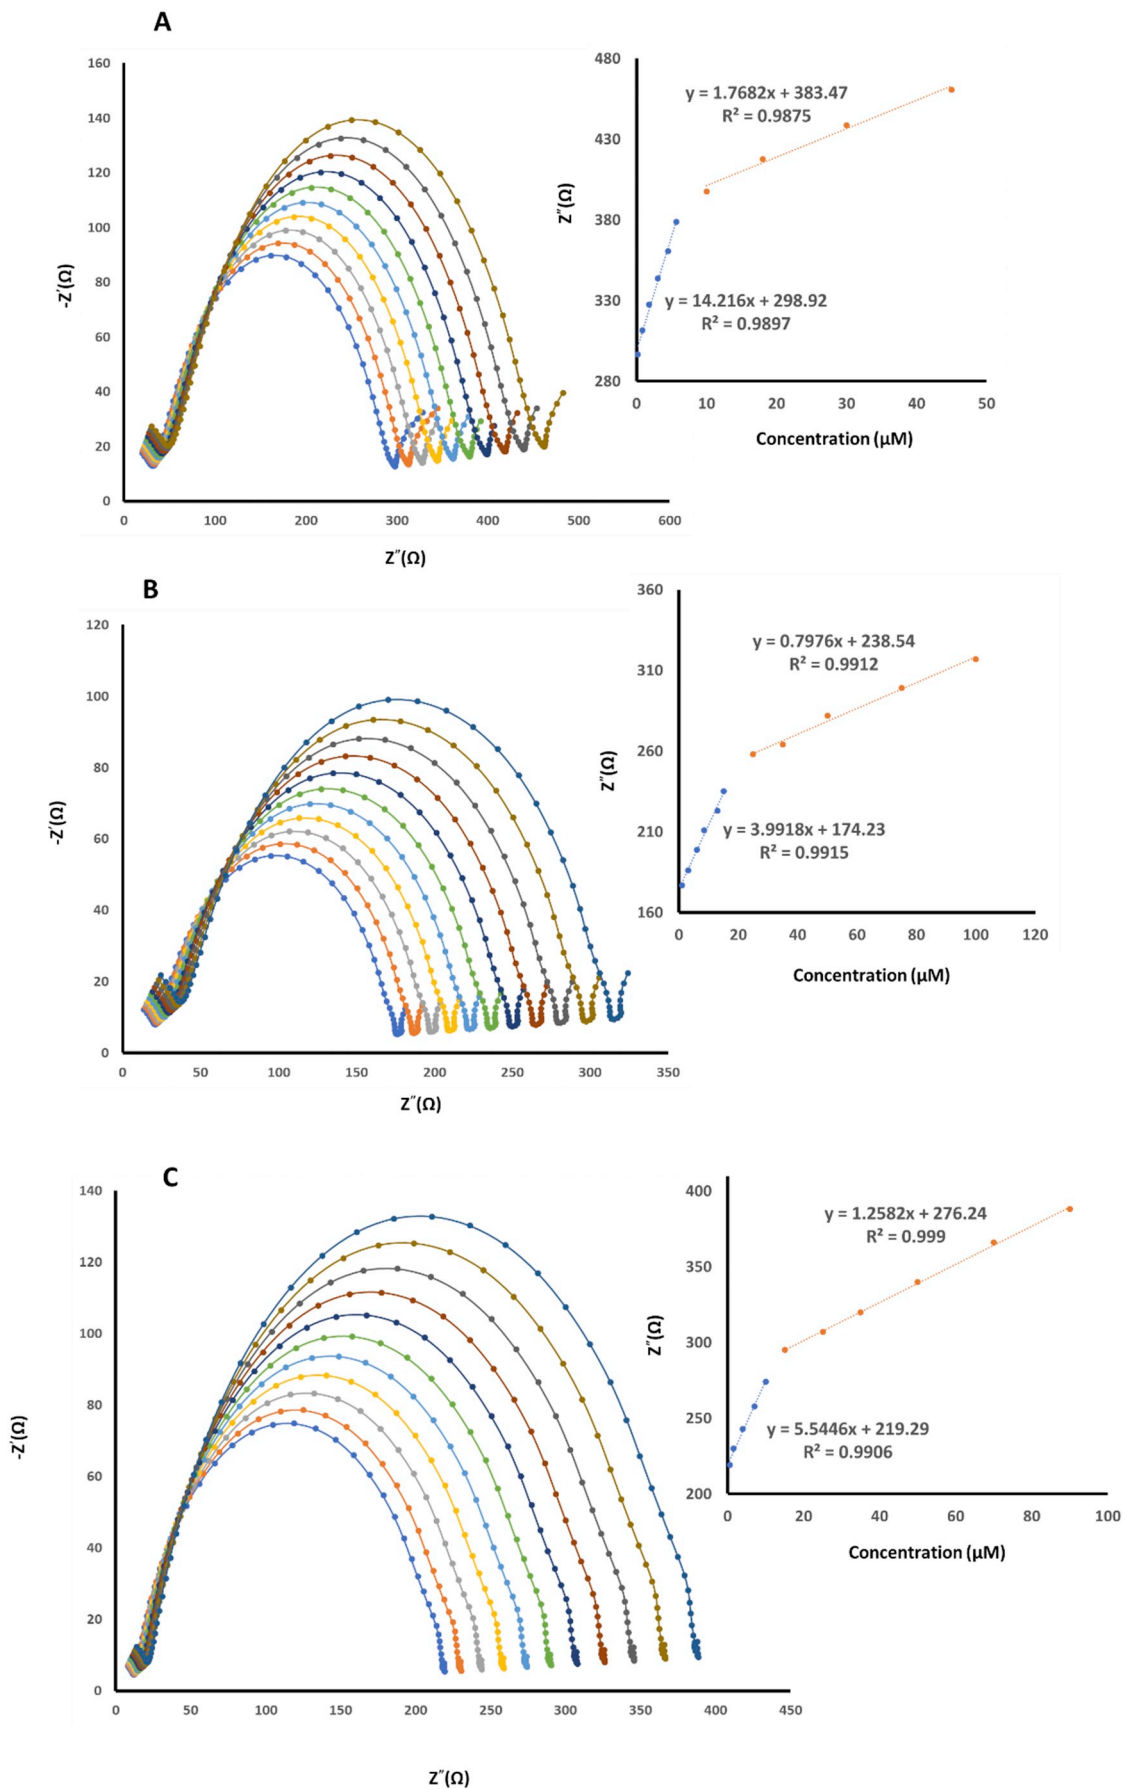 A
160
140
120
100
80
60
40
20
0
0 100 200 300 400 500 600
-Z'(Ω)
Z''(Ω)
480
430
380
330
280
0 10 20 30 40 50
Z''(Ω)
Concentration (µM)
y = 1.7682x + 383.47
R² = 0.9875
y = 14.216x + 298.92
R² = 0.9897
B
120
100
80
60
40
20
0
0 50 100 150 200 250 300 350
-Z'(Ω)
Z''(Ω)
360
310
260
210
160
0 20 40 60 80 100 120
Z''(Ω)
Concentration (µM)
y = 0.7976x + 238.54
R² = 0.9912
y = 3.9918x + 174.23
R² = 0.9915
C
140
120
100
80
60
40
20
0
0 50 100 150 200 250 300 350 400 450
-Z'(Ω)
Z''(Ω)
400
350
300
250
200
0 20 40 60 80 100
Z''(Ω)
Concentration (µM)
y = 1.2582x + 276.24
R² = 0.999
y = 5.5446x + 219.29
R² = 0.9906